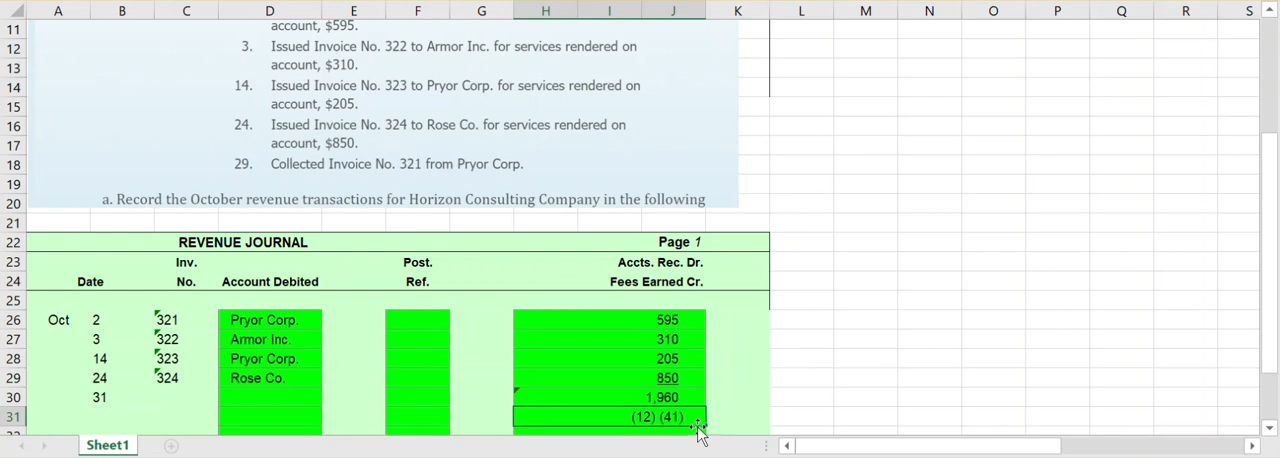 A B C D E F G H I J K L M N O P Q R S
11 account, $595.
12 3. Issued Invoice No. 322 to Armor Inc. for services rendered on
13 account, $310.
14 14. Issued Invoice No. 323 to Pryor Corp. for services rendered on
15 account, $205.
16 24. Issued Invoice No. 324 to Rose Co. for services rendered on
17 account, $850.
18 29. Collected Invoice No. 321 from Pryor Corp.
19
20 a. Record the October revenue transactions for Horizon Consulting Company in the following
21
22 REVENUE JOURNAL Page 1
23 Inv. Post. Accts. Rec. Dr.
24 Date No. Account Debited Ref. Fees Earned Cr.
25
26 Oct 2 321 Pryor Corp. 595
27 3 322 Armor Inc. 310
28 14 323 Pryor Corp. 205
29 24 324 Rose Co. 850
30 31 1,960
31 (12) (41)
Sheet1